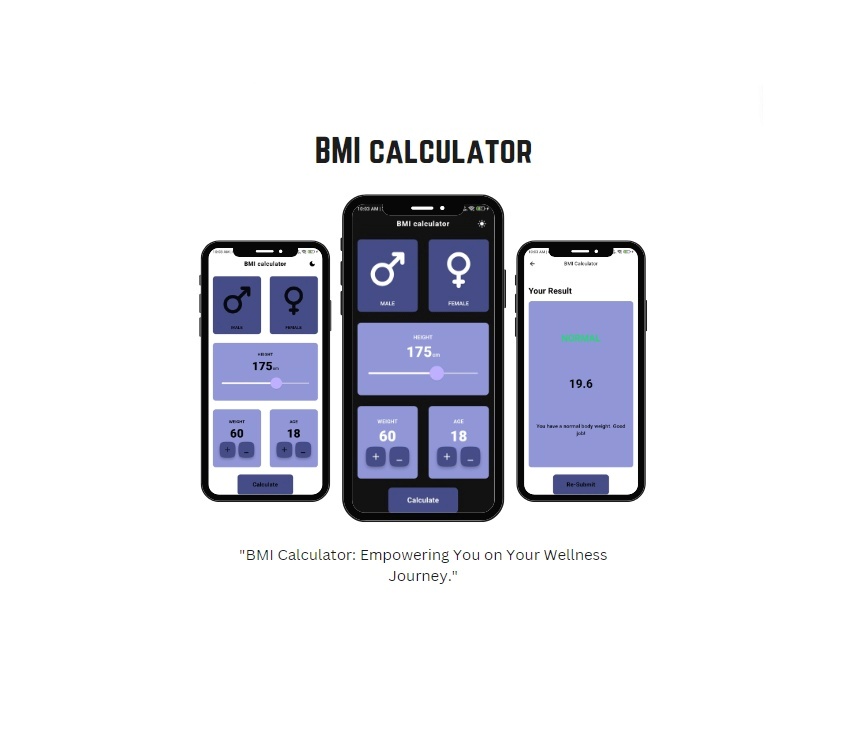 BMI CALCULATOR
BMI calculator
MALE
FEMALE
HEIGHT
175cm
WEIGHT
60
+ _
AGE
18
+ _
Calculate
10:03 AM
BMI calculator
MALE
FEMALE
HEIGHT
175cm
WEIGHT
60
+ _
AGE
18
+ _
Calculate
BMI Calculator
Your Result
19.6
You have a normal body weight. Good
job!
Re-Submit
"BMI Calculator: Empowering You on Your Wellness
Journey."